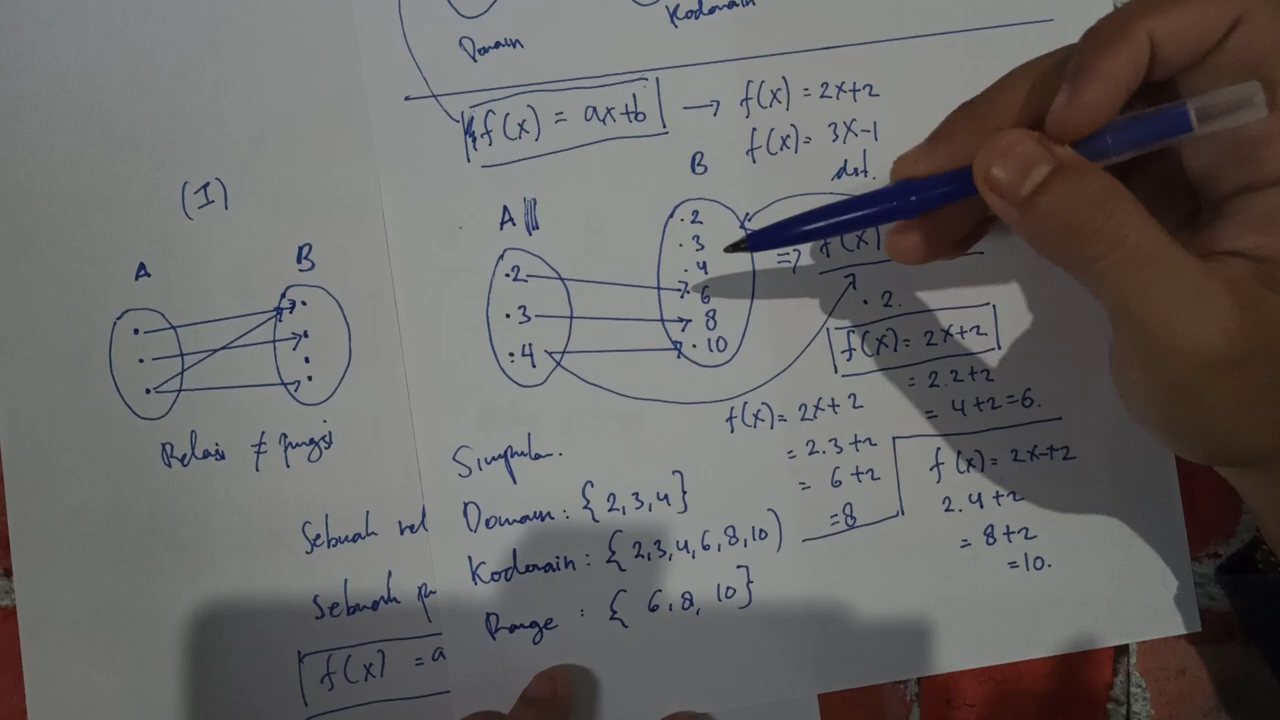 Domain
Kodomain
f(x) = ax+b → f(x) = 2x+2
f(x) = 3x-1
dst.
(I)
A
B
Relasi ≠ fungsi
A
B
.2
.3
.4
.2
.3
.4
6
8
.10
=> f(x)
.2.
f(x) = 2x+2
= 2.2+2
= 4+2=6.
f(x) = 2x+2
= 2.3+2
= 6+2
=8
f(x) = 2x+2
2.4+2
= 8+2
=10.
Simpulan.
Domain : {2,3,4}
Kodomain : {2,3,4,6,8,10)
Range : { 6,8,10}
Sebuah rel
Sebuah
f(x) = a